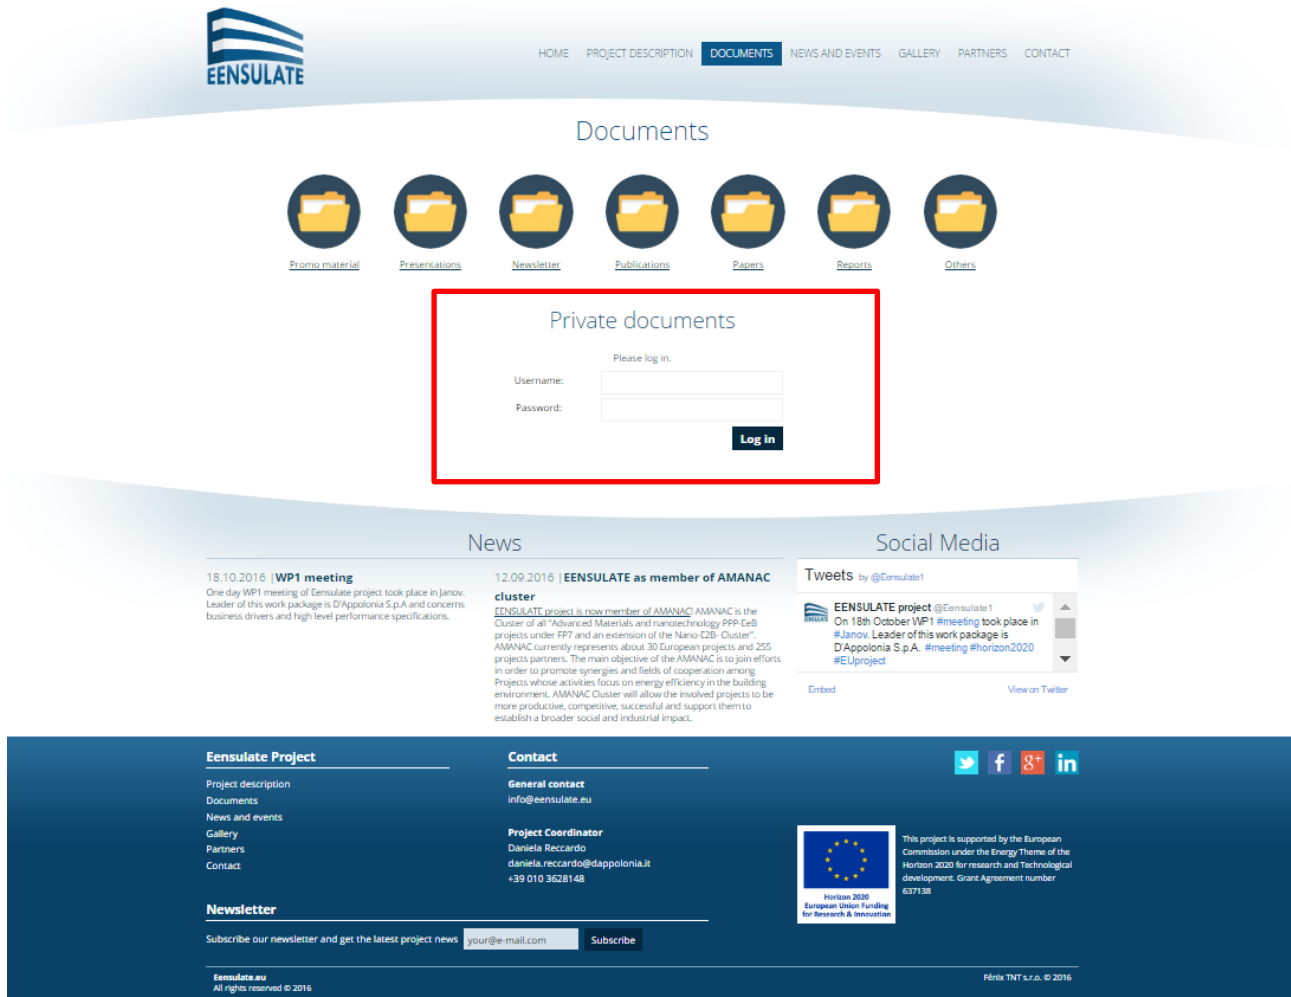 EENSULATE
HOME PROJECT DESCRIPTION DOCUMENTS NEWS AND EVENTS GALLERY PARTNERS CONTACT
Documents
Promo material Presentations Newsletter Publications Papers Reports Others
Private documents
Please log in.
Username:
Password:
Log in
News
18.10.2016 |WP1 meeting
One day WP1 meeting of Eensulate project took place in Janov.
Leader of this work package is D'Appolonia S.p.A and concerns
business drivers and high level performance specifications.
12.09.2016 |EENSULATE as member of AMANAC
cluster
EENSULATE project is now member of AMANAC! AMANAC is the
Cluster of all "Advanced Materials and nanotechnology PPP-EeB
projects under FP7 and an extension of the Nano-E2B- Cluster".
AMANAC currently represents about 30 European projects and 255
projects partners. The main objective of the AMANAC is to join efforts
in order to promote synergies and fields of cooperation among
Projects whose activities focus on energy efficiency in the building
environment. AMANAC Cluster will allow the involved projects to be
more productive, competitive, successful and support them to
establish a broader social and industrial impact.
Social Media
Tweets by @Eensulate1
EENSULATE
EENSULATE project @Eensulate1
On 18th October WP1 #meeting took place in
#Janov. Leader of this work package is
D'Appolonia S.p.A. #meeting #horizon2020
#EUproject
Embed View on Twitter
Eensulate Project
Project description
Documents
News and events
Gallery
Partners
Contact
Contact
General contact
info@eensulate.eu
Project Coordinator
Daniela Reccardo
daniela.reccardo@dappolonia.it
+39 010 3628148
f g+ in
Horizon 2020
European Union Funding
for Research & Innovation
This project is supported by the European
Commission under the Energy Theme of the
Horizon 2020 for research and Technological
development. Grant Agreement number
637138
Newsletter
Subscribe our newsletter and get the latest project news your@e-mail.com Subscribe
Eensulate.eu
All rights reserved © 2016
Fénix TNT s.r.o. © 2016